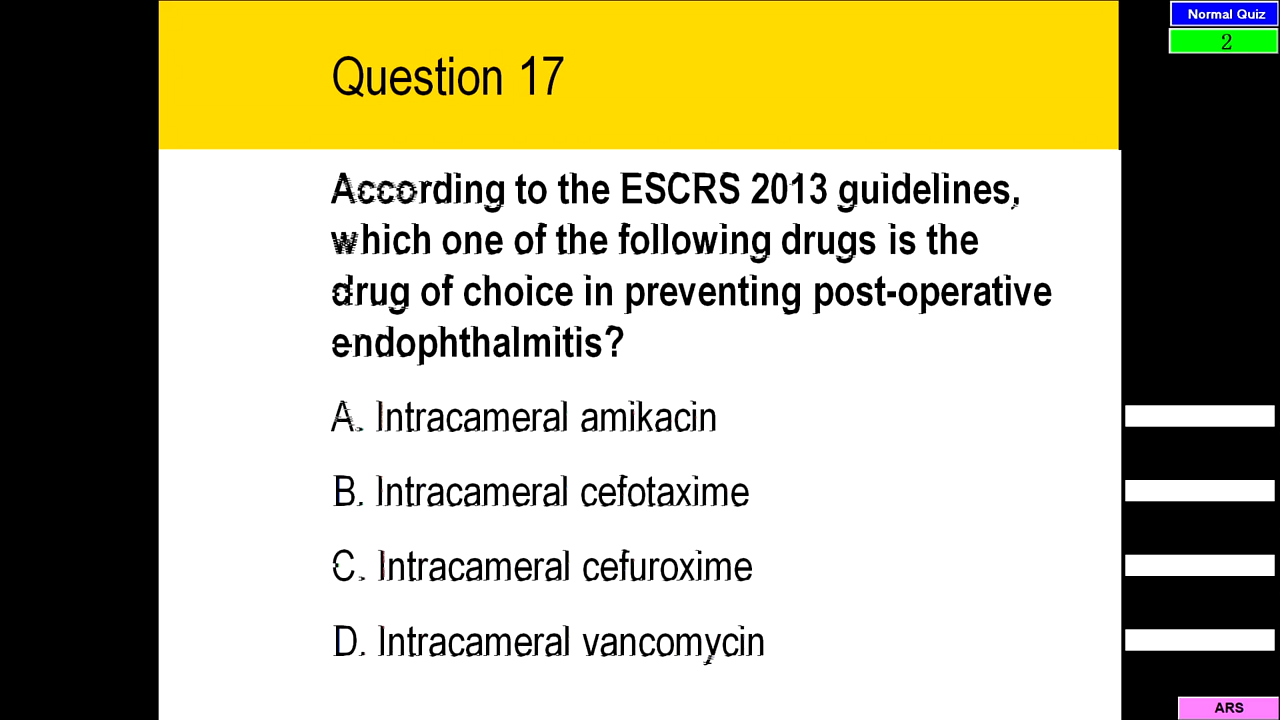 Normal Quiz
2
Question 17
According to the ESCRS 2013 guidelines,
which one of the following drugs is the
drug of choice in preventing post-operative
endophthalmitis?
A. Intracameral amikacin
B. Intracameral cefotaxime
C. Intracameral cefuroxime
D. Intracameral vancomycin
ARS